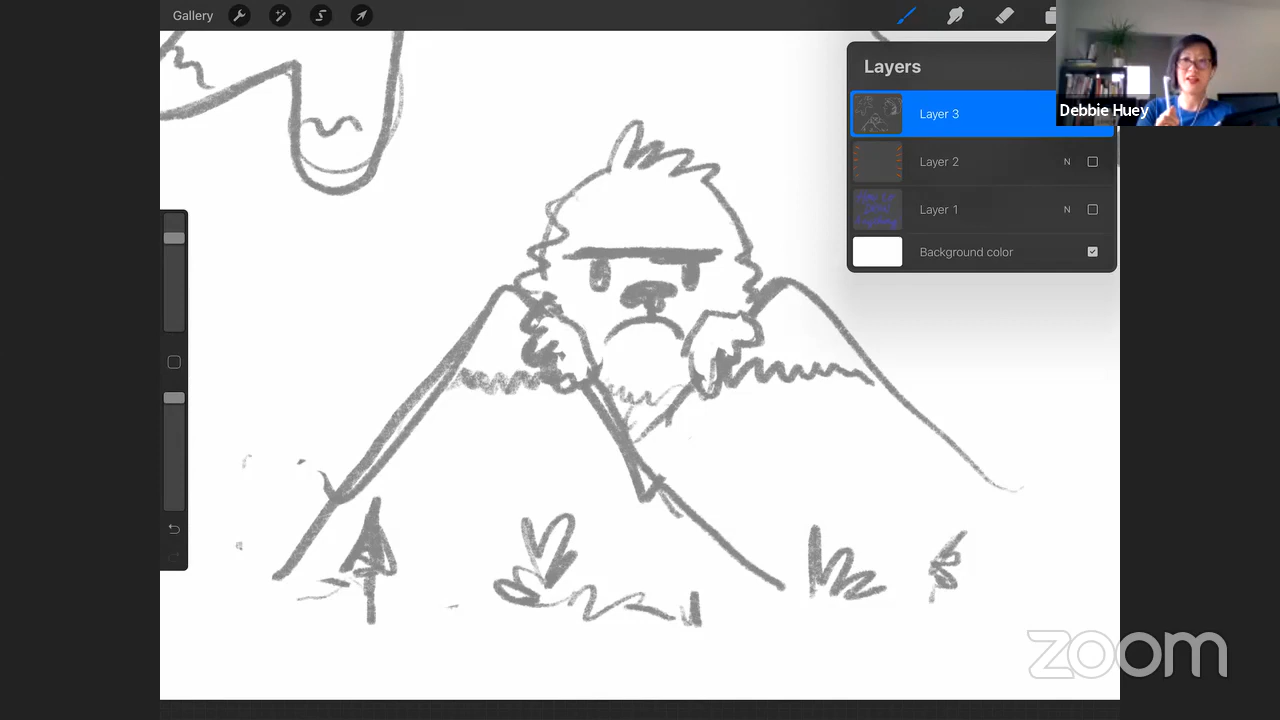 Gallery
Layers
Layer 3
Debbie Huey
Layer 2
N
Layer 1
N
Background color
zoom